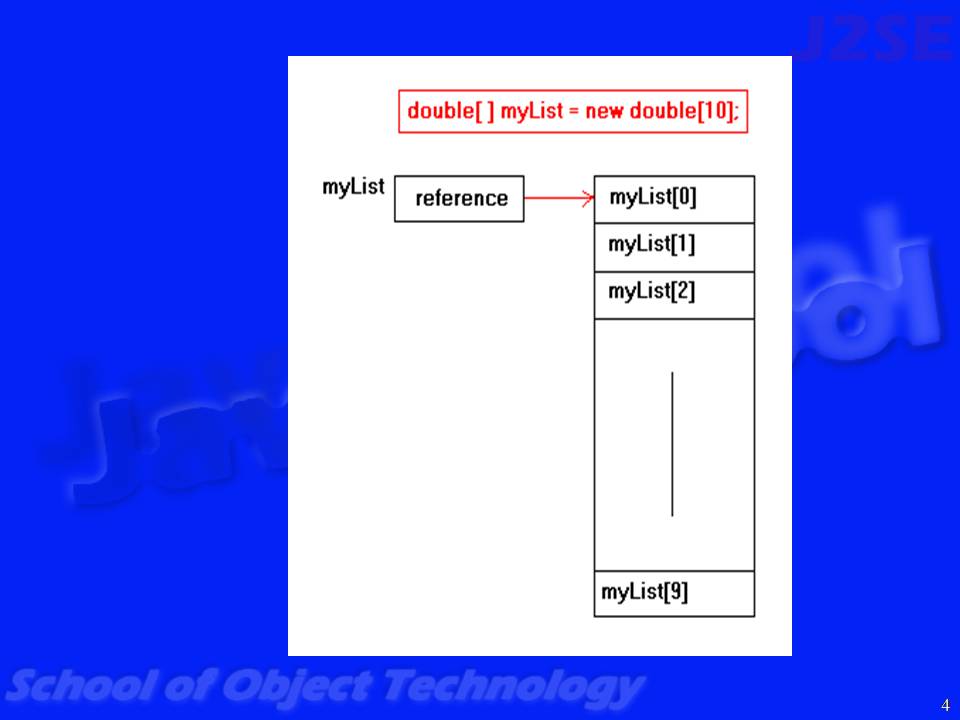 J2SE
double[ ] myList = new double[10];
myList
reference
myList[0]
myList[1]
myList[2]
myList[9]
School of Object Technology
4